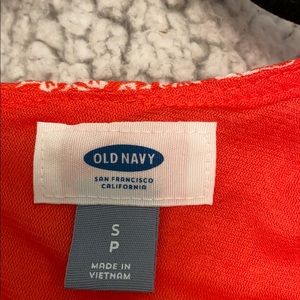 OLD NAVY
SAN FRANCISCO
CALIFORNIA
S
P
MADE IN
VIETNAM